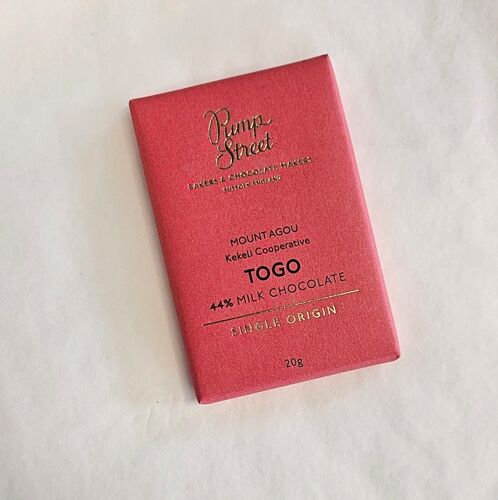 Pump
Street
BAKERS & CHOCOLATE MAKERS
SUFFOLK ENGLAND
MOUNT AGOU
Kekeli Cooperative
TOGO
44% MILK CHOCOLATE
SINGLE ORIGIN
20g